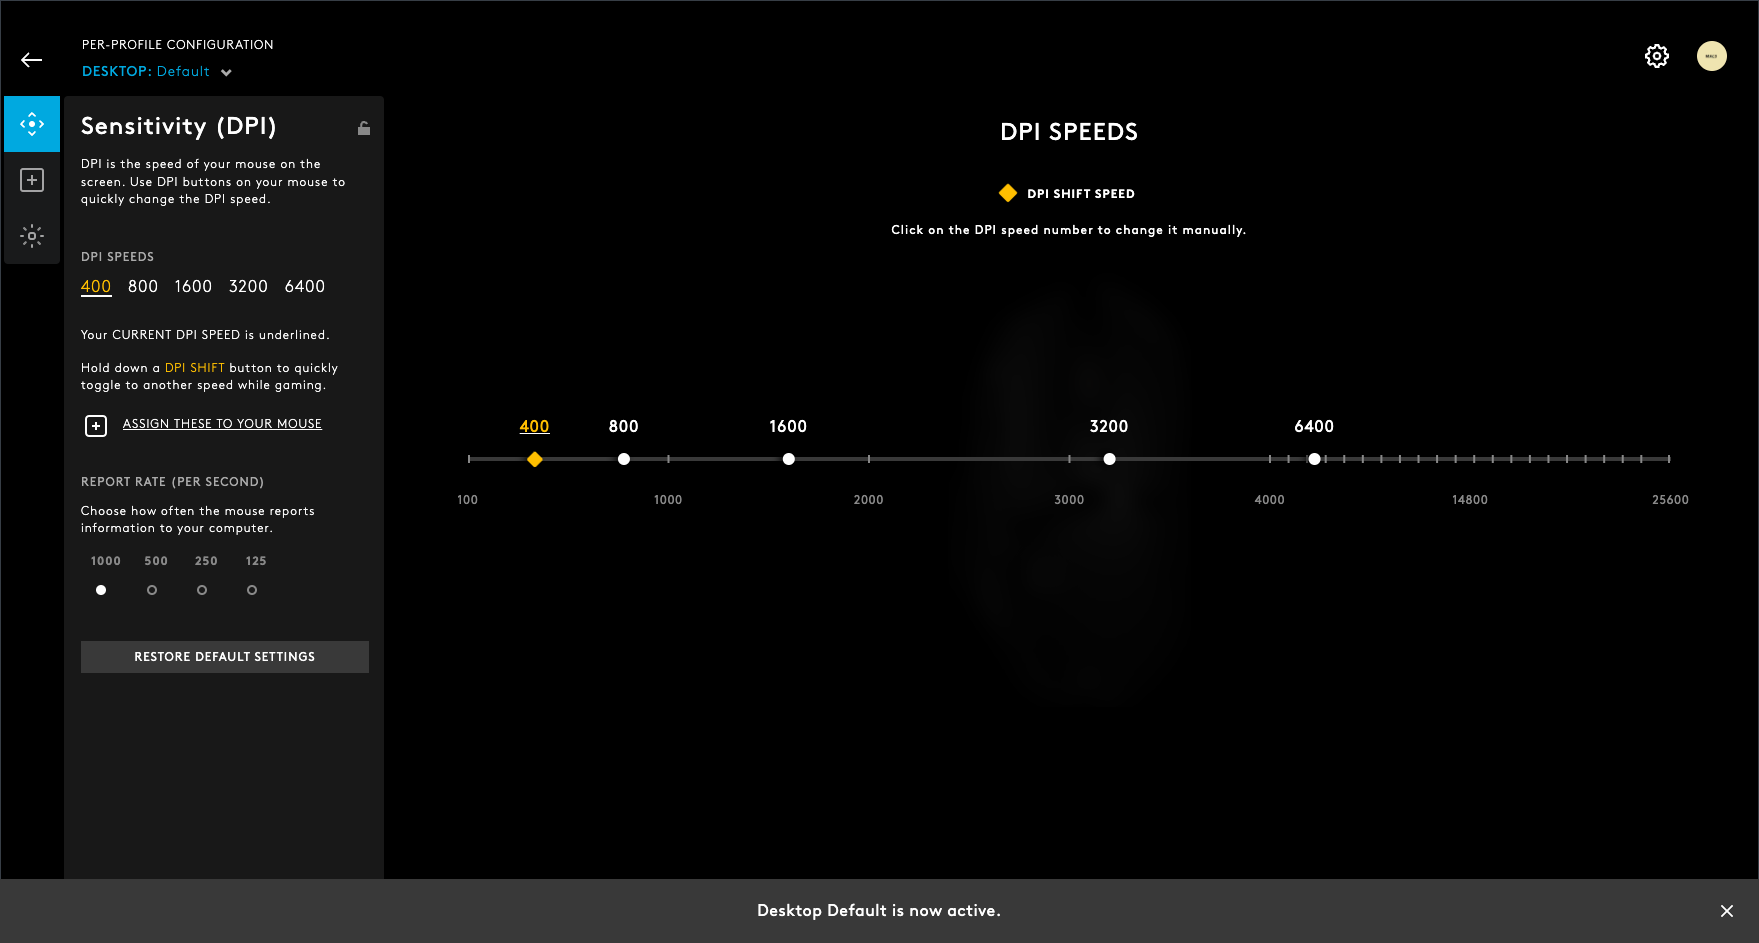 PER-PROFILE CONFIGURATION
DESKTOP: Default
Sensitivity (DPI)
DPI is the speed of your mouse on the
screen. Use DPI buttons on your mouse to
quickly change the DPI speed.
DPI SPEEDS
400 800 1600 3200 6400
Your CURRENT DPI SPEED is underlined.
Hold down a DPI SHIFT button to quickly
toggle to another speed while gaming.
ASSIGN THESE TO YOUR MOUSE
REPORT RATE (PER SECOND)
Choose how often the mouse reports
information to your computer.
1000 500 250 125
RESTORE DEFAULT SETTINGS
DPI SPEEDS
DPI SHIFT SPEED
Click on the DPI speed number to change it manually.
400 800 1600 3200 6400
100 1000 2000 3000 4000 14800 25600
Desktop Default is now active.